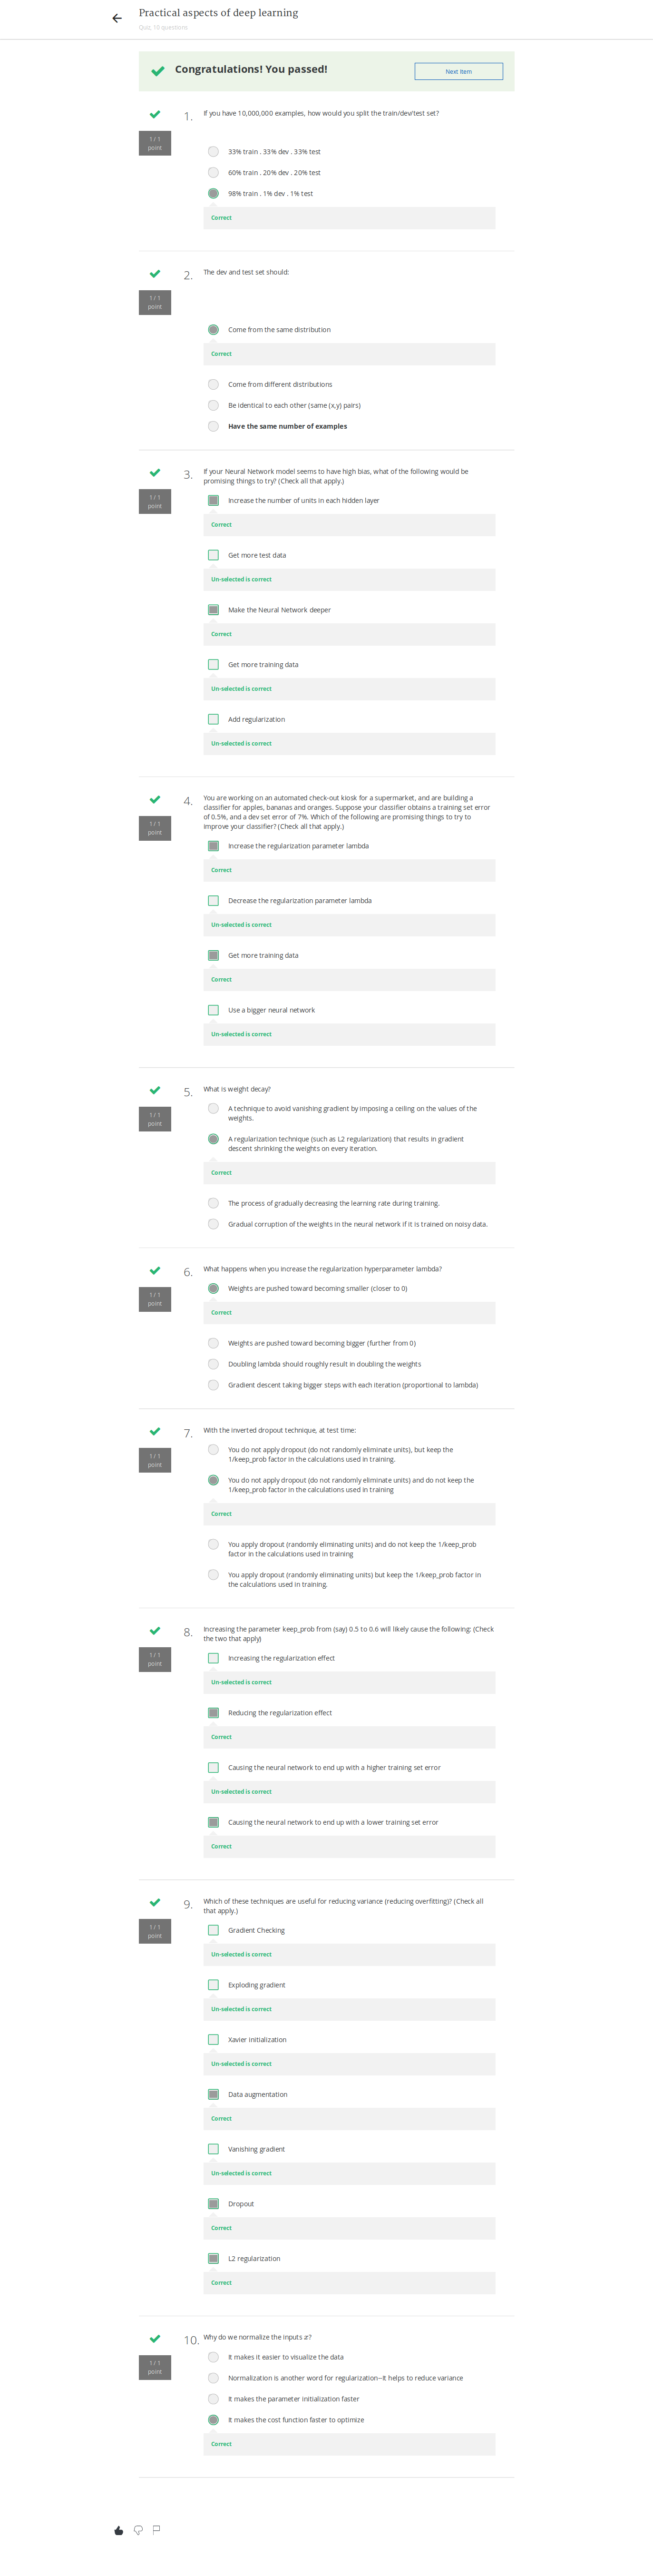 Practical aspects of deep learning
Quiz, 10 questions
Congratulations! You passed!
Next Item
1.
If you have 10,000,000 examples, how would you split the train/dev/test set?
1 / 1
point
33% train . 33% dev . 33% test
60% train . 20% dev . 20% test
98% train . 1% dev . 1% test
Correct
2.
The dev and test set should:
1 / 1
point
Come from the same distribution
Correct
Come from different distributions
Be identical to each other (same (x,y) pairs)
Have the same number of examples
3.
If your Neural Network model seems to have high bias, what of the following would be
promising things to try? (Check all that apply.)
1 / 1
point
Increase the number of units in each hidden layer
Correct
Get more test data
Un-selected is correct
Make the Neural Network deeper
Correct
Get more training data
Un-selected is correct
Add regularization
Un-selected is correct
4.
You are working on an automated check-out kiosk for a supermarket, and are building a
classifier for apples, bananas and oranges. Suppose your classifier obtains a training set error
of 0.5%, and a dev set error of 7%. Which of the following are promising things to try to
improve your classifier? (Check all that apply.)
1 / 1
point
Increase the regularization parameter lambda
Correct
Decrease the regularization parameter lambda
Un-selected is correct
Get more training data
Correct
Use a bigger neural network
Un-selected is correct
5.
What is weight decay?
1 / 1
point
A technique to avoid vanishing gradient by imposing a ceiling on the values of the
weights.
A regularization technique (such as L2 regularization) that results in gradient
descent shrinking the weights on every iteration.
Correct
The process of gradually decreasing the learning rate during training.
Gradual corruption of the weights in the neural network if it is trained on noisy data.
6.
What happens when you increase the regularization hyperparameter lambda?
1 / 1
point
Weights are pushed toward becoming smaller (closer to 0)
Correct
Weights are pushed toward becoming bigger (further from 0)
Doubling lambda should roughly result in doubling the weights
Gradient descent taking bigger steps with each iteration (proportional to lambda)
7.
With the inverted dropout technique, at test time:
1 / 1
point
You do not apply dropout (do not randomly eliminate units), but keep the
1/keep_prob factor in the calculations used in training.
You do not apply dropout (do not randomly eliminate units) and do not keep the
1/keep_prob factor in the calculations used in training
Correct
You apply dropout (randomly eliminating units) and do not keep the 1/keep_prob
factor in the calculations used in training
You apply dropout (randomly eliminating units) but keep the 1/keep_prob factor in
the calculations used in training.
8.
Increasing the parameter keep_prob from (say) 0.5 to 0.6 will likely cause the following: (Check
the two that apply)
1 / 1
point
Increasing the regularization effect
Un-selected is correct
Reducing the regularization effect
Correct
Causing the neural network to end up with a higher training set error
Un-selected is correct
Causing the neural network to end up with a lower training set error
Correct
9.
Which of these techniques are useful for reducing variance (reducing overfitting)? (Check all
that apply.)
1 / 1
point
Gradient Checking
Un-selected is correct
Exploding gradient
Un-selected is correct
Xavier initialization
Un-selected is correct
Data augmentation
Correct
Vanishing gradient
Un-selected is correct
Dropout
Correct
L2 regularization
Correct
10.
Why do we normalize the inputs x?
1 / 1
point
It makes it easier to visualize the data
Normalization is another word for regularization--It helps to reduce variance
It makes the parameter initialization faster
It makes the cost function faster to optimize
Correct